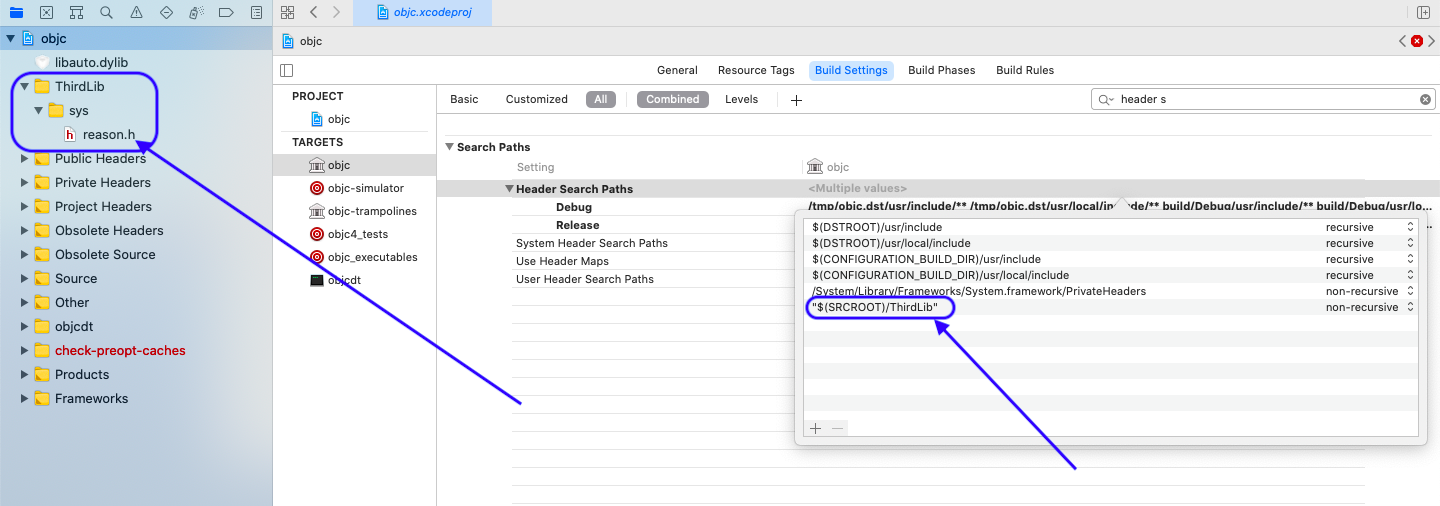 objc.xcodeproj
objc
objc
libauto.dylib
ThirdLib
sys
reason.h
Public Headers
Private Headers
Project Headers
Obsolete Headers
Obsolete Source
Source
Other
objcdt
check-preopt-caches
Products
Frameworks
General Resource Tags Build Settings Build Phases Build Rules
PROJECT
objc
TARGETS
objc
objc-simulator
objc-trampolines
objc4_tests
objc_executables
objcdt
Basic Customized All Combined Levels + header s
Search Paths
Setting objc
Header Search Paths <Multiple values>
Debug /tmp/objc.dst/usr/include/** /tmp/objc.dst/usr/local/include/** build/Debug/usr/include/** build/Debug/usr/lo...
Release
System Header Search Paths
Use Header Maps
User Header Search Paths
$(DSTROOT)/usr/include recursive
$(DSTROOT)/usr/local/include recursive
$(CONFIGURATION_BUILD_DIR)/usr/include recursive
$(CONFIGURATION_BUILD_DIR)/usr/local/include recursive
/System/Library/Frameworks/System.framework/PrivateHeaders non-recursive
"$(SRCROOT)/ThirdLib" non-recursive